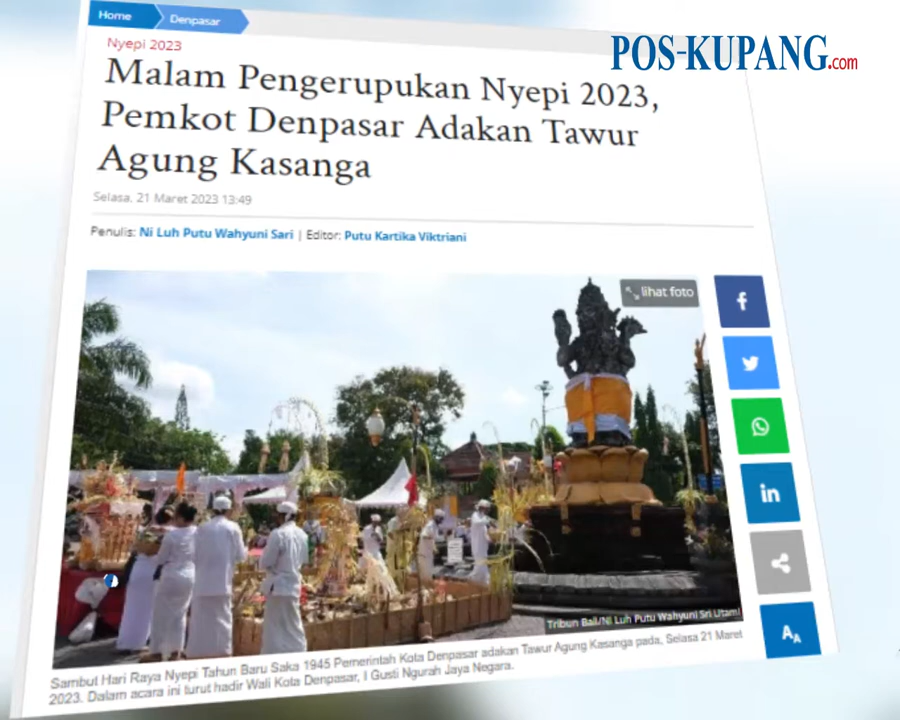 Home
Denpasar
POS-KUPANG.com
Nyepi 2023
Malam Pengerupukan Nyepi 2023,
Pemkot Denpasar Adakan Tawur
Agung Kasanga
Selasa, 21 Maret 2023 13:49
Penulis: Ni Luh Putu Wahyuni Sari | Editor: Putu Kartika Viktriani
lihat foto
f
in
AA
Tribun Bali/Ni Luh Putu Wahyuni Sri Utami
Sambut Hari Raya Nyepi Tahun Baru Saka 1945 Pemerintah Kota Denpasar adakan Tawur Agung Kasanga pada, Selasa 21 Maret
2023. Dalam acara ini turut hadir Wali Kota Denpasar, I Gusti Ngurah Jaya Negara.